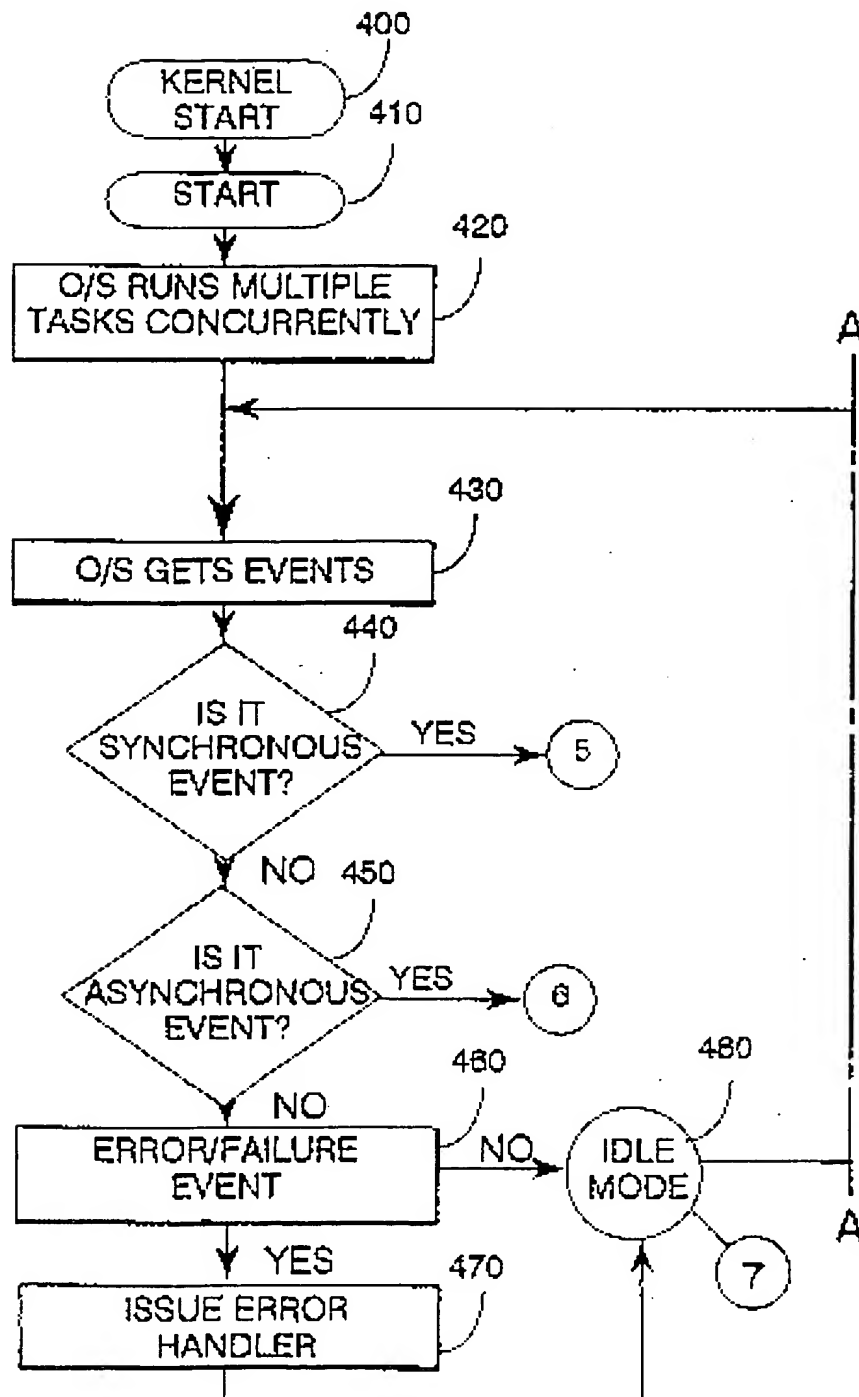 400
KERNEL
START
410
START
420
O/S RUNS MULTIPLE
TASKS CONCURRENTLY
A
430
O/S GETS EVENTS
440
IS IT
SYNCHRONOUS
EVENT?
YES
5
NO
450
IS IT
ASYNCHRONOUS
EVENT?
YES
6
NO
460
480
ERROR/FAILURE
EVENT
NO
IDLE
MODE
A
YES
7
470
ISSUE ERROR
HANDLER